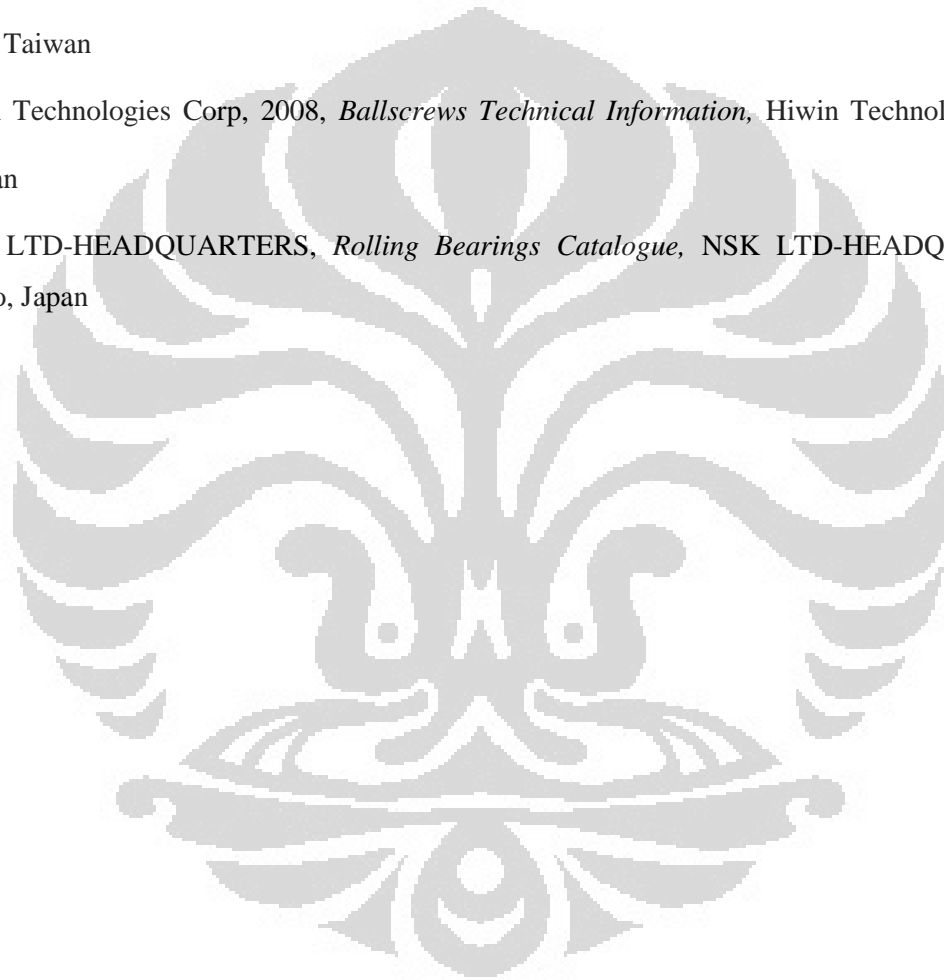 Taiwan
Technologies Corp, 2008, Ballscrews Technical Information, Hiwin Technol
an
LTD-HEADQUARTERS, Rolling Bearings Catalogue, NSK LTD-HEADQ
o, Japan